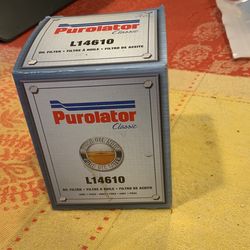 Purolator
Classic
L14610
OIL FILTER • FILTRE À HUILE • FILTRO DE ACEITE
Purolator
Classic
L14610
OIL FILTER • FILTRE À HUILE • FILTRO DE ACEITE